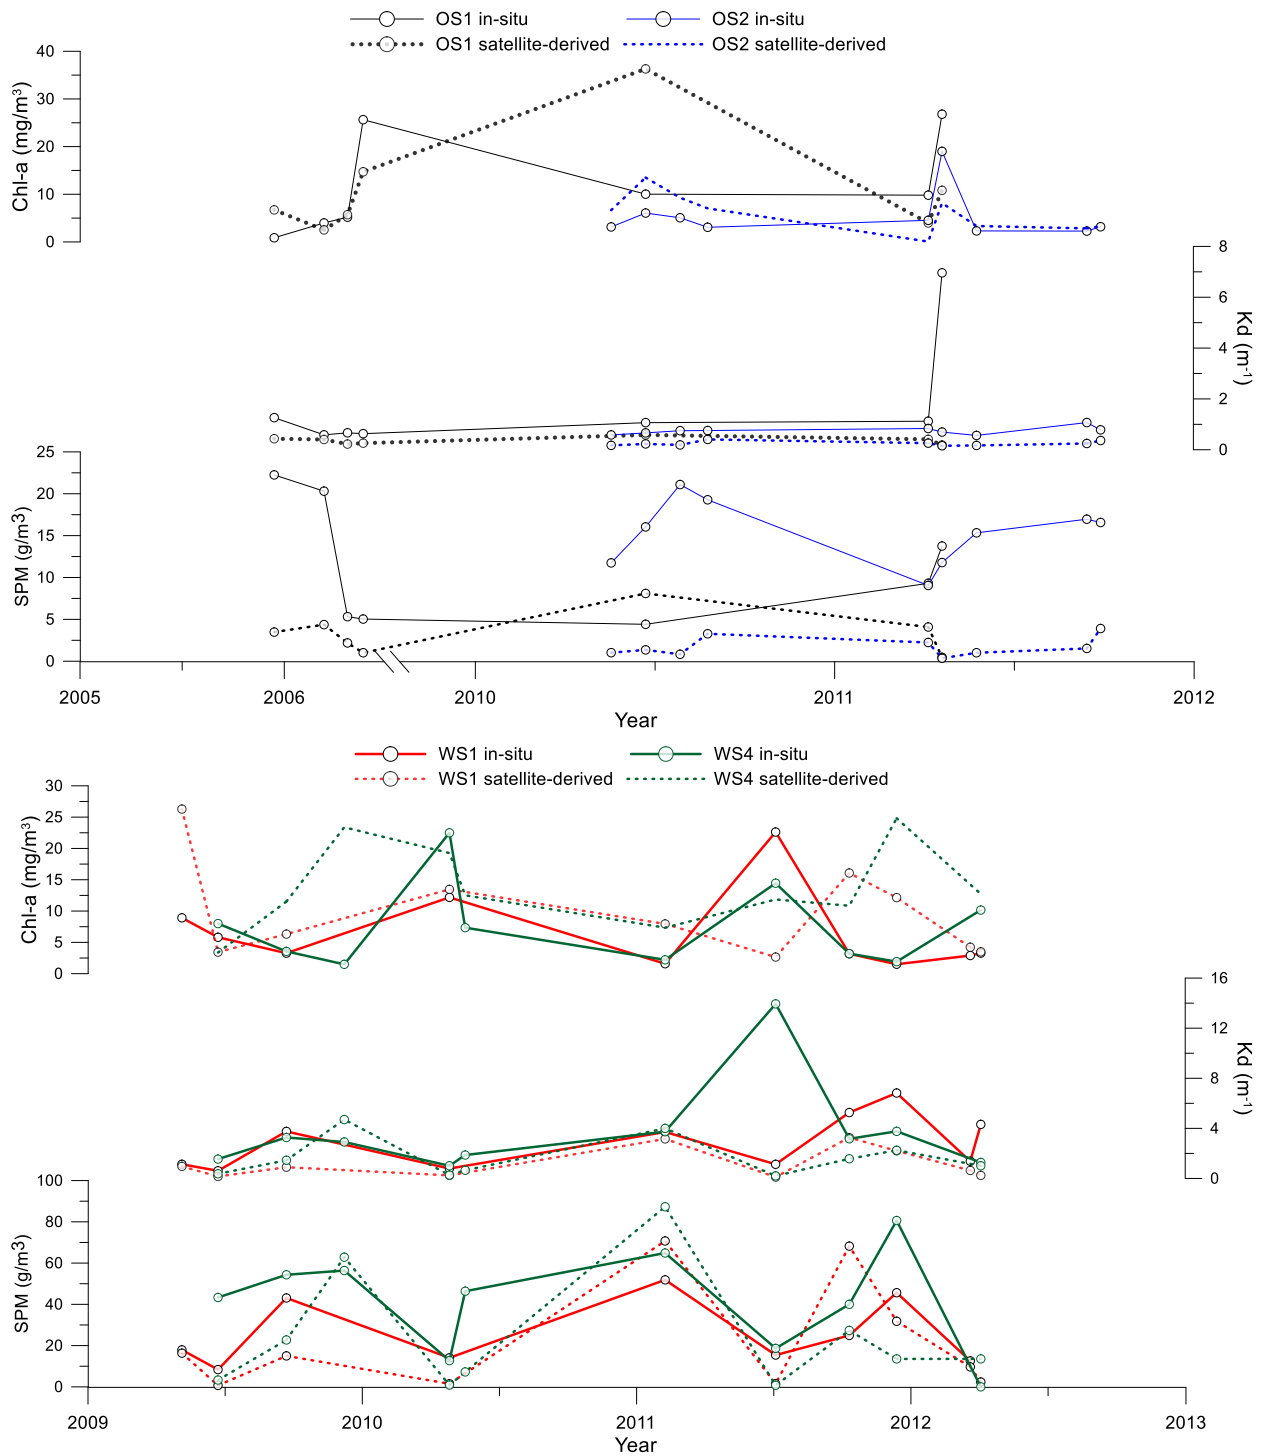 OS1 in-situ OS2 in-situ
OS1 satellite-derived OS2 satellite-derived
Chl-a (mg/m³)
40
30
20
10
0
Kd (m⁻¹)
8
6
4
2
0
SPM (g/m³)
25
20
15
10
5
0
2005 2006 2010 2011 2012
Year
WS1 in-situ WS4 in-situ
WS1 satellite-derived WS4 satellite-derived
Chl-a (mg/m³)
30
25
20
15
10
5
0
Kd (m⁻¹)
16
12
8
4
0
SPM (g/m³)
100
80
60
40
20
0
2009 2010 2011 2012 2013
Year